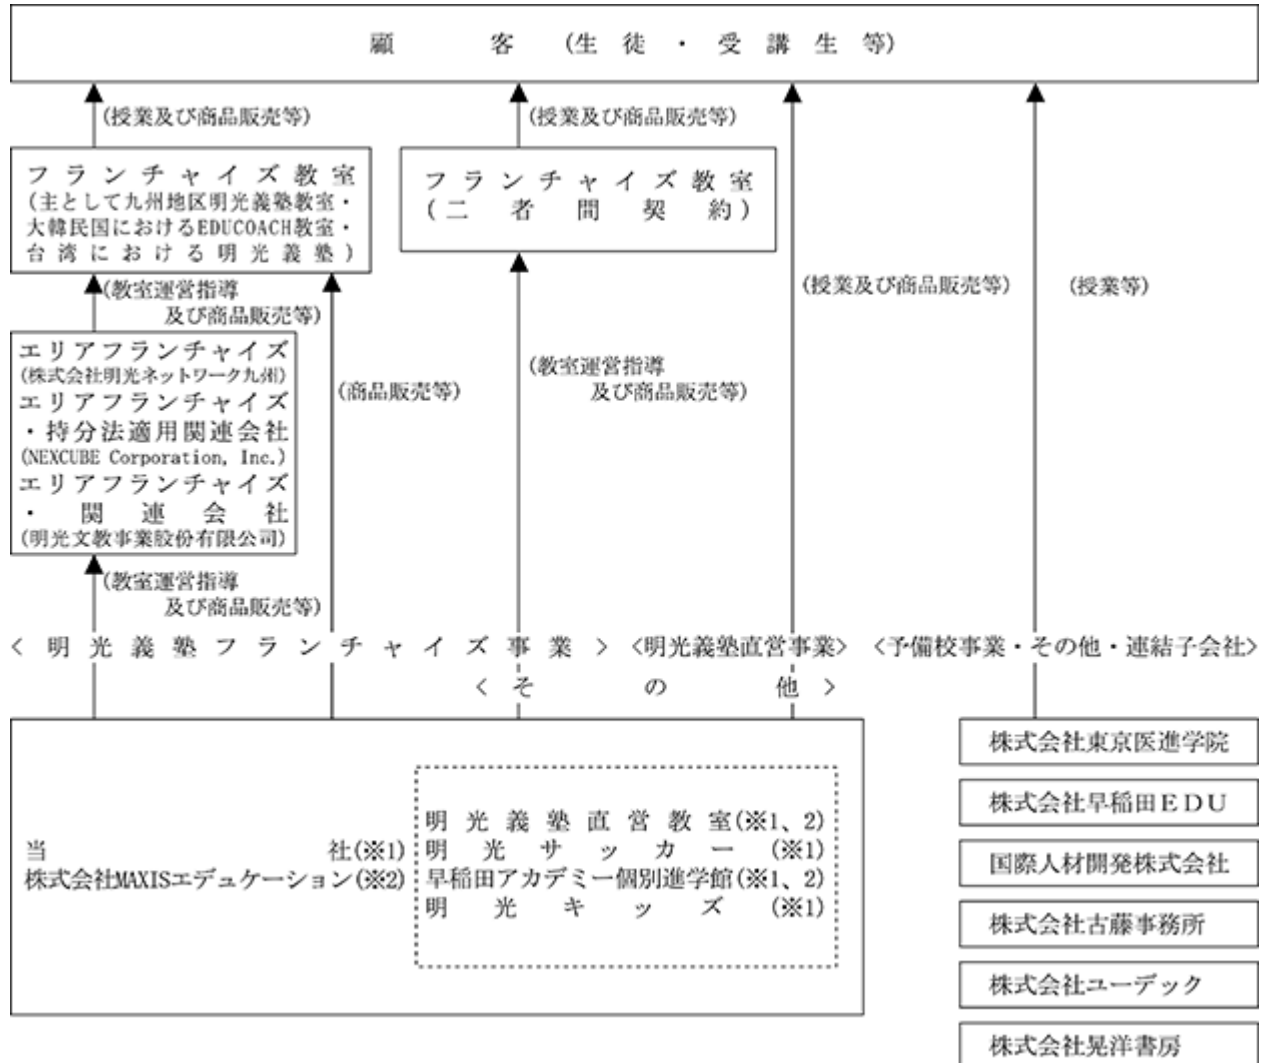 顧客(生徒・受講生等)
(授業及び商品販売等)
(授業及び商品販売等)
フランチャイズ教室
(主として九州地区明光義塾教室・
大韓民国におけるEDUCOACH教室・
台湾における明光義塾)
フランチャイズ教室
(二者間契約)
(授業及び商品販売等)
(授業等)
(教室運営指導
及び商品販売等)
エリアフランチャイズ
(株式会社明光ネットワーク九州)
エリアフランチャイズ
・持分法適用関連会社
(NEXCUBE Corporation, Inc.)
エリアフランチャイズ
・関連会社
(明光文教事業股份有限公司)
(商品販売等)
(教室運営指導
及び商品販売等)
(教室運営指導
及び商品販売等)
<明光義塾フランチャイズ事業>
<明光義塾直営事業>
<予備校事業・その他・連結子会社>
<その他>
当社(※1)
株式会社MAXISエデュケーション(※2)
明光義塾直営教室(※1、2)
明光サッカー(※1)
早稲田アカデミー個別進学館(※1、2)
明光キッズ(※1)
株式会社東京医進学院
株式会社早稲田EDU
国際人材開発株式会社
株式会社古藤事務所
株式会社ユーデック
株式会社晃洋書房